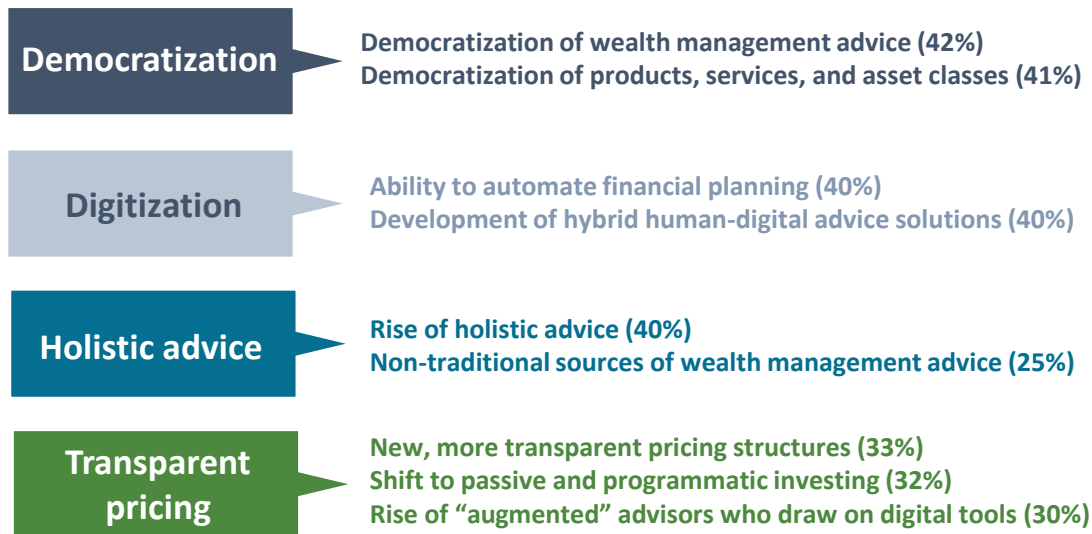 Democratization
Democratization of wealth management advice (42%)
Democratization of products, services, and asset classes (41%)
Digitization
Ability to automate financial planning (40%)
Development of hybrid human-digital advice solutions (40%)
Holistic advice
Rise of holistic advice (40%)
Non-traditional sources of wealth management advice (25%)
Transparent
pricing
New, more transparent pricing structures (33%)
Shift to passive and programmatic investing (32%)
Rise of “augmented” advisors who draw on digital tools (30%)